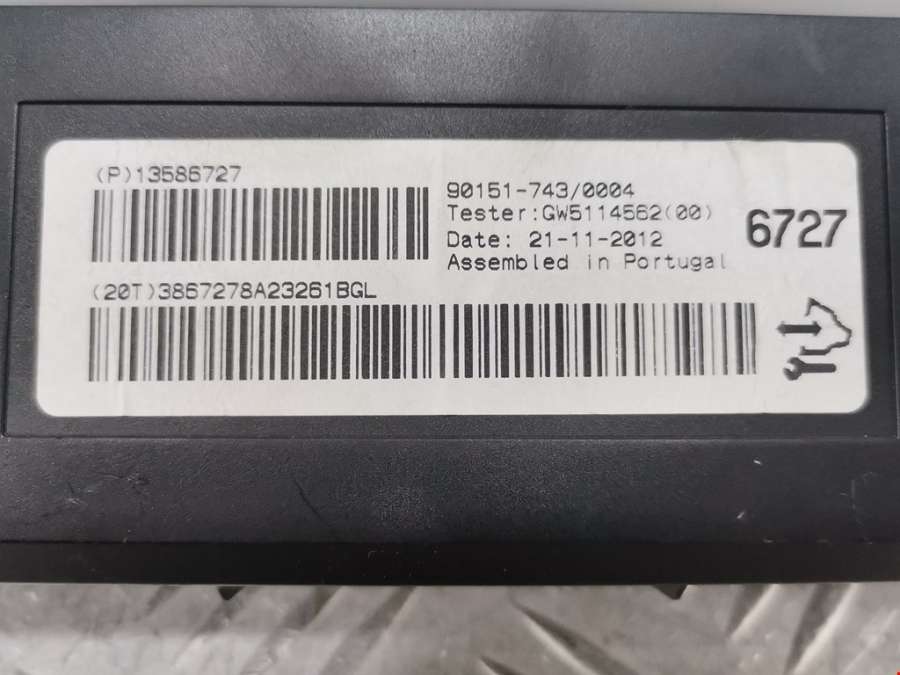 (P)13586727
90151-743/0004
Tester:GW5114562(00)
Date: 21-11-2012
Assembled in Portugal
6727
(20T)3867278A23261BGL